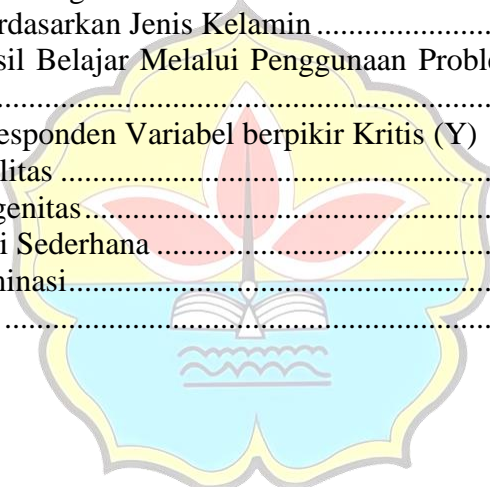 rdasarkan Jenis Kelamin ...............................
sil Belajar Melalui Penggunaan Proble
...............................................................................
esponden Variabel berpikir Kritis (Y)
litas ...............................................................
genitas............................................................
i Sederhana ...................................................
ninasi..............................................................
.......................................................................